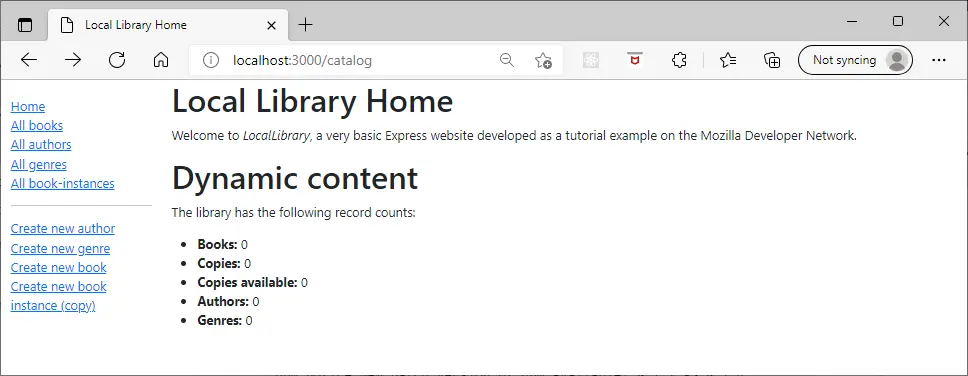 Local Library Home
localhost:3000/catalog
Not syncing
Home
All books
All authors
All genres
All book-instances
Create new author
Create new genre
Create new book
Create new book
instance (copy)
Local Library Home
Welcome to LocalLibrary, a very basic Express website developed as a tutorial example on the Mozilla Developer Network.
Dynamic content
The library has the following record counts:
• Books: 0
• Copies: 0
• Copies available: 0
• Authors: 0
• Genres: 0